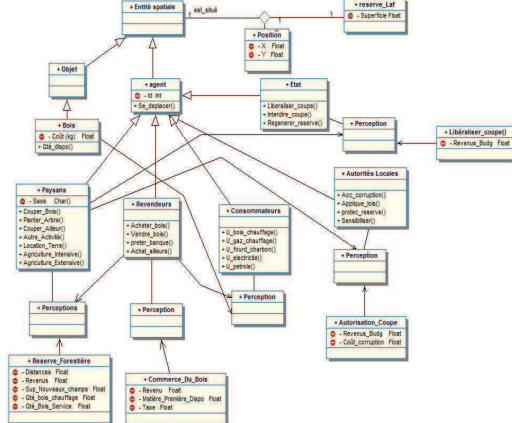 + Entité spatiale
est_situé
1
1
+ reserve_Laf
- Superficie Float
+ Position
- X Float
- Y Float
+ Objet
+ agent
- Id Int
+ Se_deplacer()
+ Etat
+ Liberaliser_coupe()
+ Interdire_coupe()
+ Regenerer_reserve()
+ Bois
- Coût (kg) Float
+ Qté_dispo()
+ Perception
+ Libéraliser_coupe()
- Revenus_Budg Float
+ Paysans
- Sexe Char()
+ Couper_Bois()
+ Planter_Arbre()
+ Couper_Ailleur()
+ Autre_Activité()
+ Location_Terre()
+ Agriculture_Intensive()
+ Agriculture_Extensive()
+ Revendeurs
+ Acheter_bois()
+ Vendre_bois()
+ preter_banque()
+ Achat_ailleurs()
+ Consommateurs
+ U_bois_chauffage()
+ U_gaz_chauffage()
+ U_fourd_charbon()
+ U_electricite()
+ U_petrole()
+ Autorités Locales
+ Acc_corruption()
+ Applique_lois()
+ protec_reserve()
+ Sensibiliser()
+ Perception
+ Perceptions
+ Perception
+ Perception
+ Autorisation_Coupe
- Revenus_Budg Float
- Coût_corruption Float
+ Reserve_Forestière
- Distances Float
- Revenus Float
- Sup_Nouveaux_champs Float
- Qté_bois_chauffage Float
- Qté_Bois_Service Float
+ Commerce_Du_Bois
- Revenu Float
- Matière_Première_Dispo Float
- Taxe Float